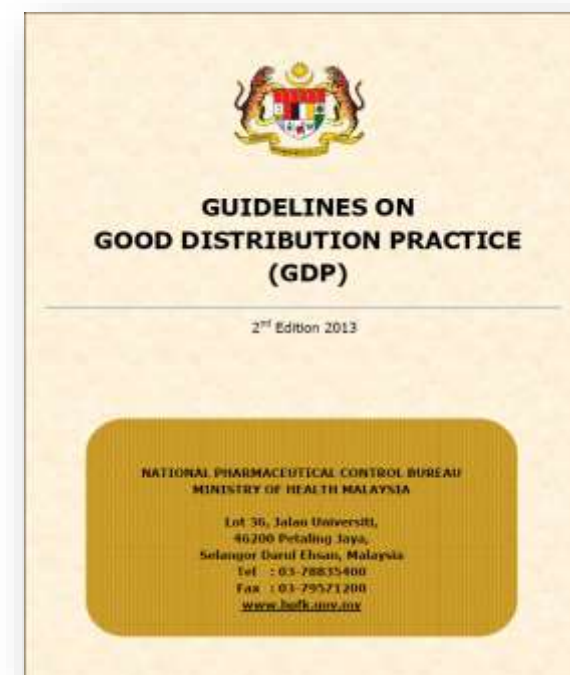 GUIDELINES ON
GOOD DISTRIBUTION PRACTICE
(GDP)
2nd Edition 2013
NATIONAL PHARMACEUTICAL CONTROL BUREAU
MINISTRY OF HEALTH MALAYSIA
Lot 36, Jalan Universiti,
46200 Petaling Jaya,
Selangor Darul Ehsan, Malaysia
Tel : 03-78835400
Fax : 03-79571200
www.bpfk.gov.my